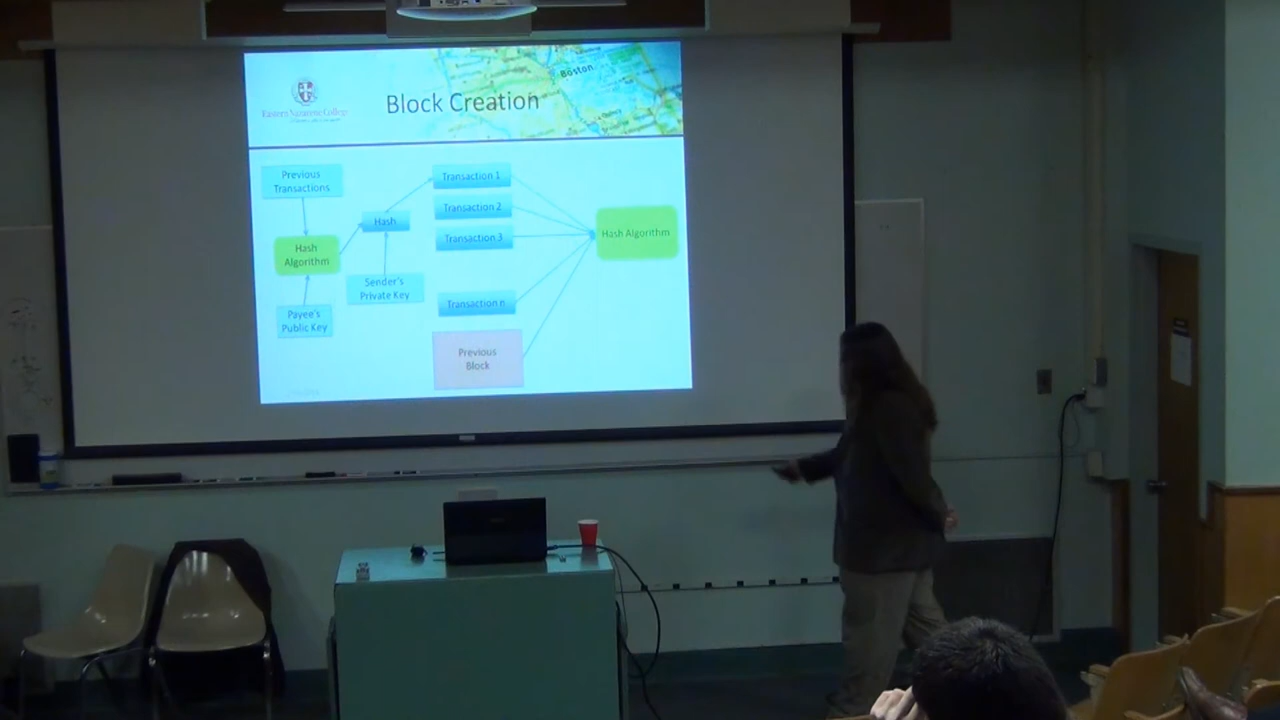 Boston
Eastern Nazarene College
Block Creation
Previous
Transactions
Hash
Algorithm
Payee's
Public Key
Hash
Sender's
Private Key
Transaction 1
Transaction 2
Transaction 3
Transaction n
Previous
Block
Hash Algorithm